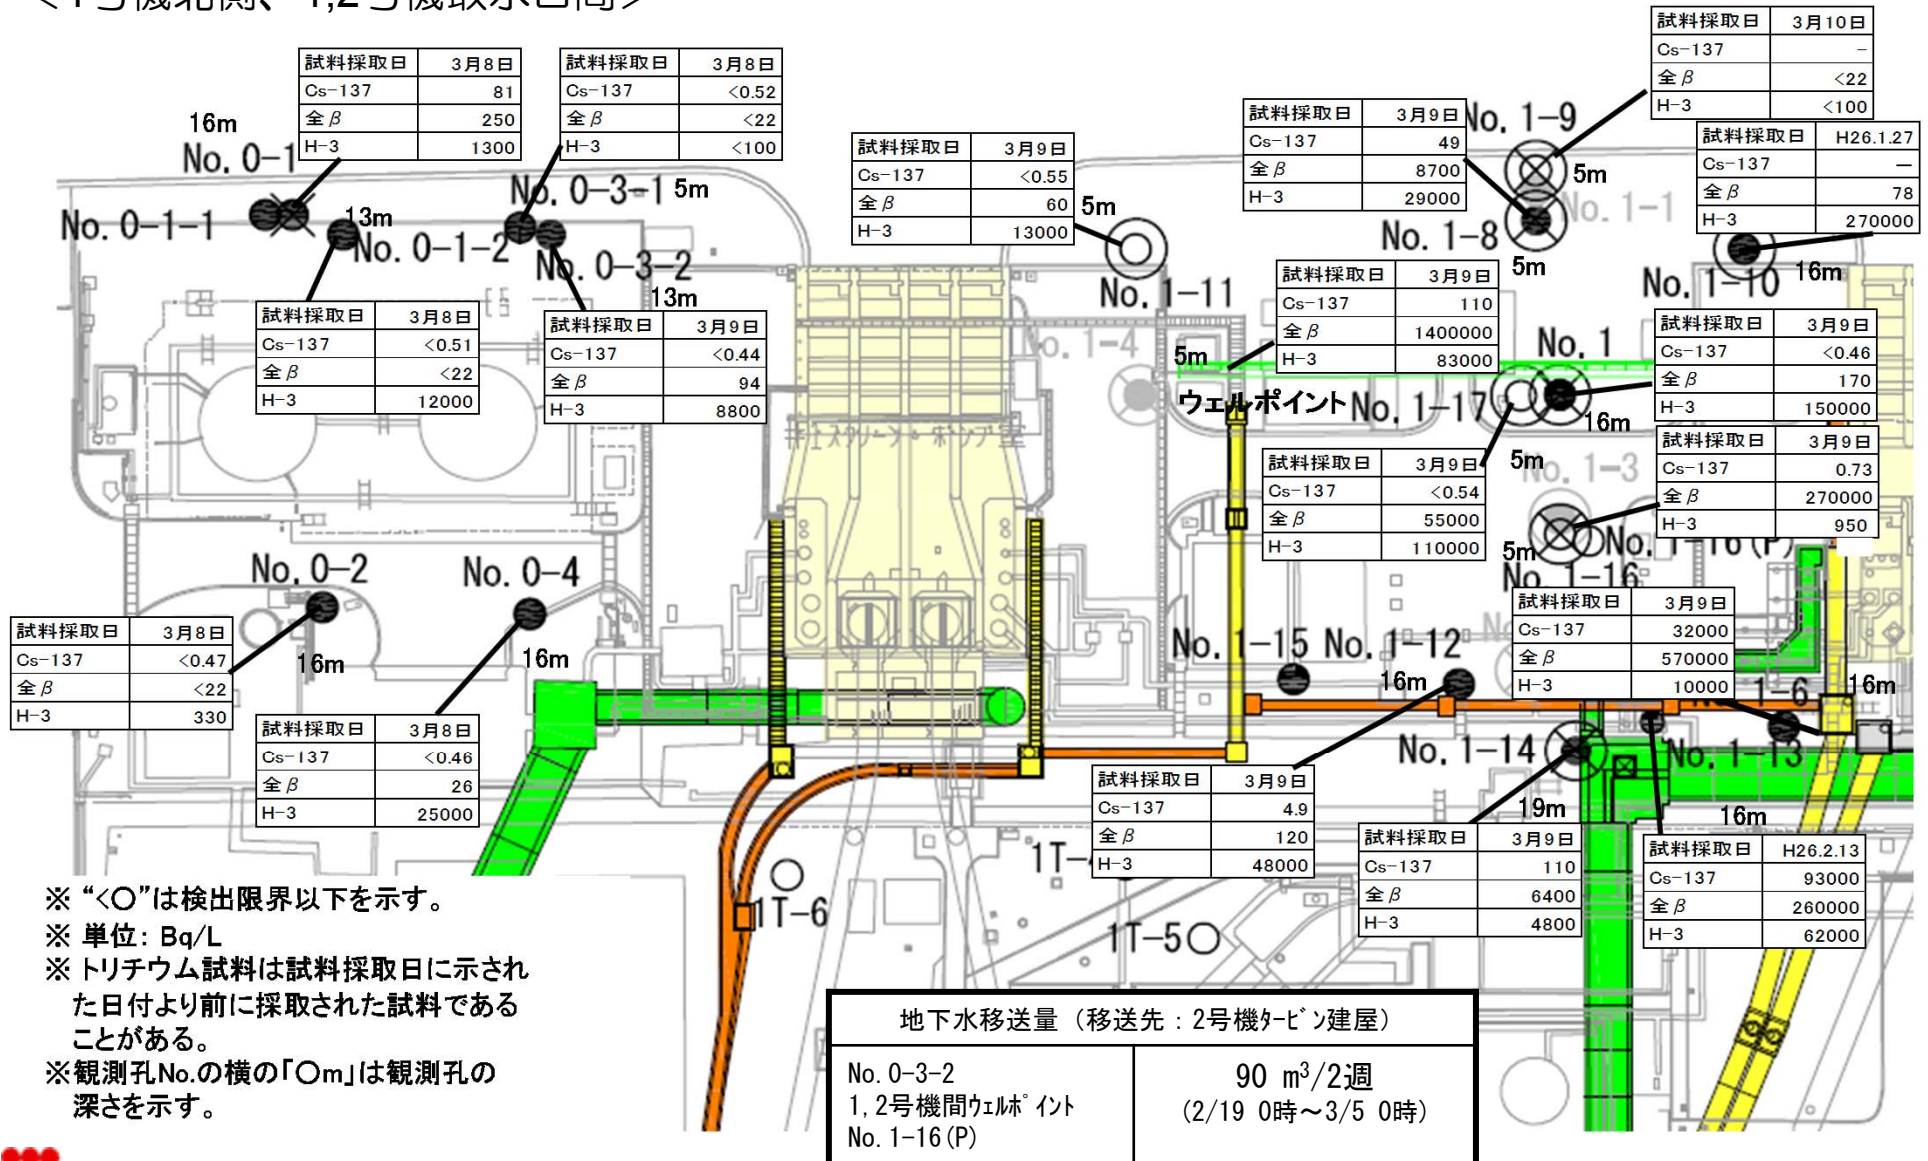 ＜1号機北側、1,2号機取水口間＞
試料採取日 3月8日
Cs-137 81
全β 250
H-3 1300
試料採取日 3月8日
Cs-137 <0.52
全β <22
H-3 <100
試料採取日 3月9日
Cs-137 <0.55
全β 60
H-3 13000
試料採取日 3月9日
Cs-137 49
全β 8700
H-3 29000
試料採取日 3月10日
Cs-137 -
全β <22
H-3 <100
試料採取日 H26.1.27
Cs-137 ―
全β 78
H-3 270000
16m
No. 0-1
No. 0-1-1
13m
No. 0-1-2
No. 0-3-1 5m
No. 0-3-2
13m
5m
No. 1-11
No. 1-9
5m
No. 1-1
No. 1-8
5m
No. 1-10
16m
試料採取日 3月8日
Cs-137 <0.51
全β <22
H-3 12000
試料採取日 3月9日
Cs-137 <0.44
全β 94
H-3 8800
試料採取日 3月9日
Cs-137 110
全β 1400000
H-3 83000
試料採取日 3月9日
Cs-137 <0.46
全β 170
H-3 150000
o. 1-4
5m
ウェルポイント
No. 1-17
No. 1
16m
5m
No. 1-3
試料採取日 3月9日
Cs-137 <0.54
全β 55000
H-3 110000
試料採取日 3月9日
Cs-137 0.73
全β 270000
H-3 950
5m
No. 1-16(P)
No. 1-16
No. 0-2
16m
No. 0-4
16m
試料採取日 3月8日
Cs-137 <0.47
全β <22
H-3 330
試料採取日 3月8日
Cs-137 <0.46
全β 26
H-3 25000
No. 1-15
No. 1-12
16m
試料採取日 3月9日
Cs-137 32000
全β 570000
H-3 10000
1-6
16m
No. 1-14
19m
No. 1-13
16m
試料採取日 3月9日
Cs-137 4.9
全β 120
H-3 48000
試料採取日 3月9日
Cs-137 110
全β 6400
H-3 4800
試料採取日 H26.2.13
Cs-137 93000
全β 260000
H-3 62000
1T-6
1T-
1T-5
※ “<○”は検出限界以下を示す。
※ 単位: Bq/L
※ トリチウム試料は試料採取日に示され
た日付より前に採取された試料である
ことがある。
※観測孔No.の横の「○m」は観測孔の
深さを示す。
地下水移送量（移送先：2号機ﾀｰﾋﾞﾝ建屋）
No. 0-3-2
1,2号機間ｳｪﾙﾎﾟｲﾝﾄ
No. 1-16(P)
90 m³/2週
(2/19 0時～3/5 0時)